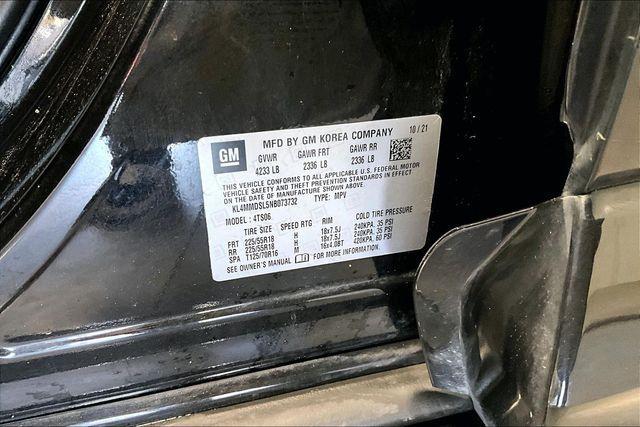 GM MFD BY GM KOREA COMPANY 10/21
GVWR GAWR FRT GAWR RR
4233 LB 2336 LB 2336 LB
THIS VEHICLE CONFORMS TO ALL APPLICABLE U.S. FEDERAL MOTOR
VEHICLE SAFETY AND THEFT PREVENTION STANDARDS IN EFFECT
ON THE DATE OF MANUFACTURE SHOWN ABOVE.
KL4MMDSL5NB073732 TYPE: MPV
MODEL: 4TS06
TIRE SIZE SPEED RTG RIM COLD TIRE PRESSURE
FRT 225/55R18 H 18x7.5J 240KPA, 35 PSI
RR 225/55R18 H 18x7.5J 240KPA, 35 PSI
SPA T125/70R16 M 16x4.0BT 420KPA, 60 PSI
SEE OWNER'S MANUAL FOR MORE INFORMATION.